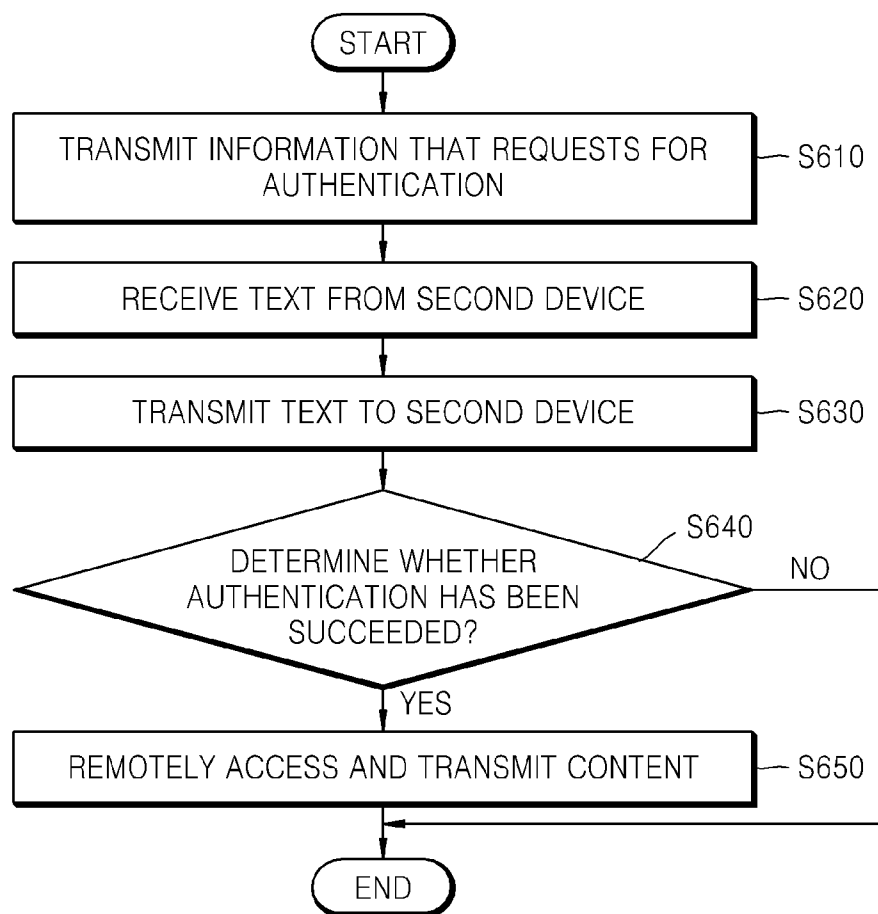 START
TRANSMIT INFORMATION THAT REQUESTS FOR
AUTHENTICATION
S610
RECEIVE TEXT FROM SECOND DEVICE
S620
TRANSMIT TEXT TO SECOND DEVICE
S630
S640
DETERMINE WHETHER
AUTHENTICATION HAS BEEN
SUCCEEDED?
NO
YES
REMOTELY ACCESS AND TRANSMIT CONTENT
S650
END